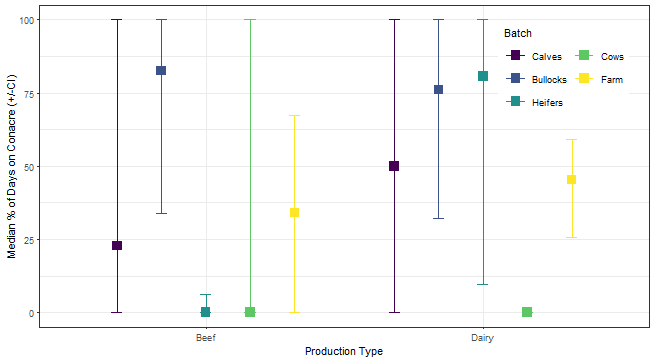 Median % of Days on Conacre (+/-CI)
100
75
50
25
0
Batch
Calves
Cows
Bullocks
Farm
Heifers
Beef
Dairy
Production Type